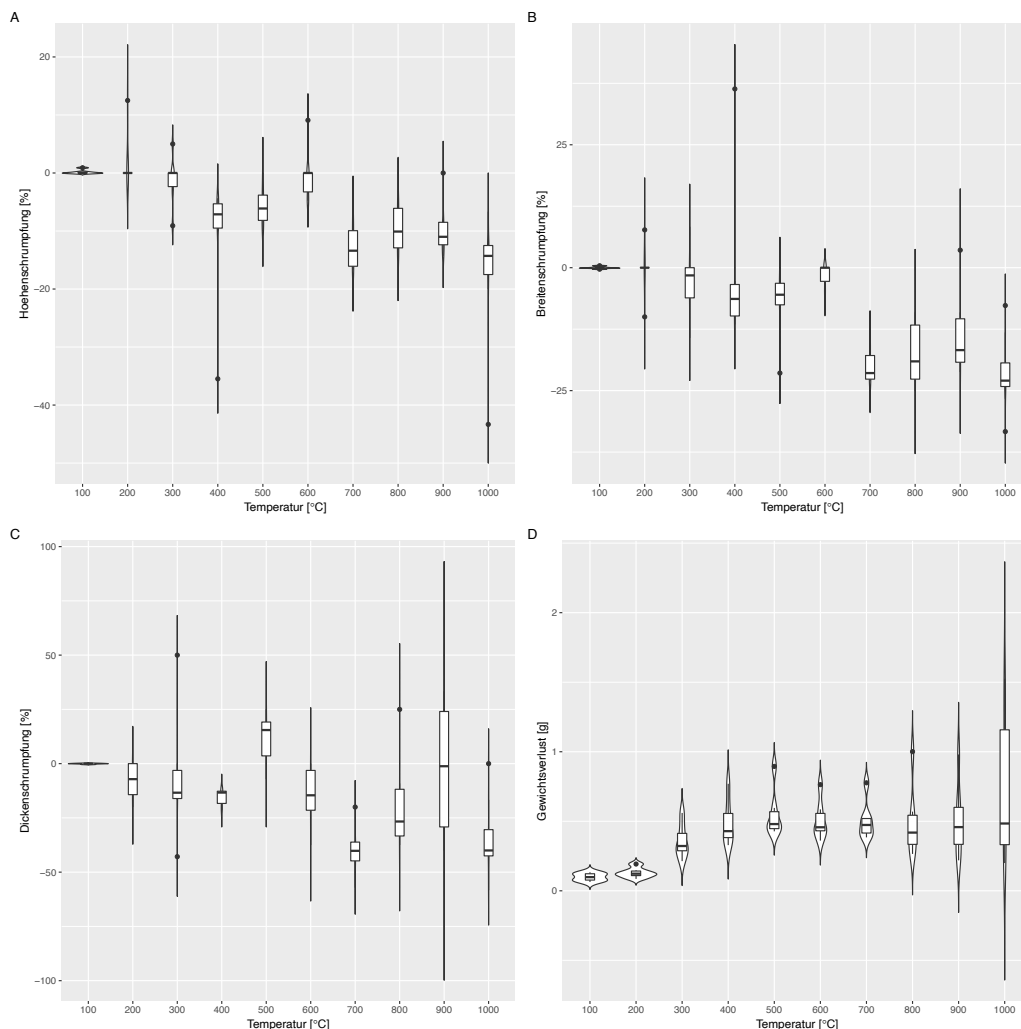 A
20
0
−20
−40
Hoehenschrumpfung [%]
100 200 300 400 500 600 700 800 900 1000
Temperatur [°C]
B
25
0
−25
Breitenschrumpfung [%]
100 200 300 400 500 600 700 800 900 1000
Temperatur [°C]
C
100
50
0
−50
−100
Dickenschrumpfung [%]
100 200 300 400 500 600 700 800 900 1000
Temperatur [°C]
D
2
1
0
Gewichtsverlust [g]
100 200 300 400 500 600 700 800 900 1000
Temperatur [°C]